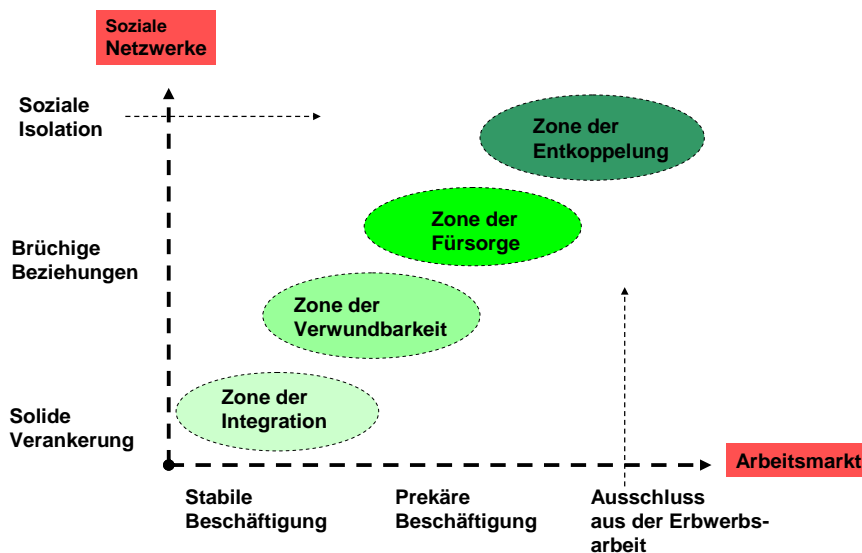 Soziale
Netzwerke
Soziale
Isolation
Zone der
Entkoppelung
Zone der
Fürsorge
Brüchige
Beziehungen
Zone der
Verwundbarkeit
Zone der
Integration
Solide
Verankerung
Arbeitsmarkt
Stabile
Beschäftigung
Prekäre
Beschäftigung
Ausschluss
aus der Erbwerbs-
arbeit